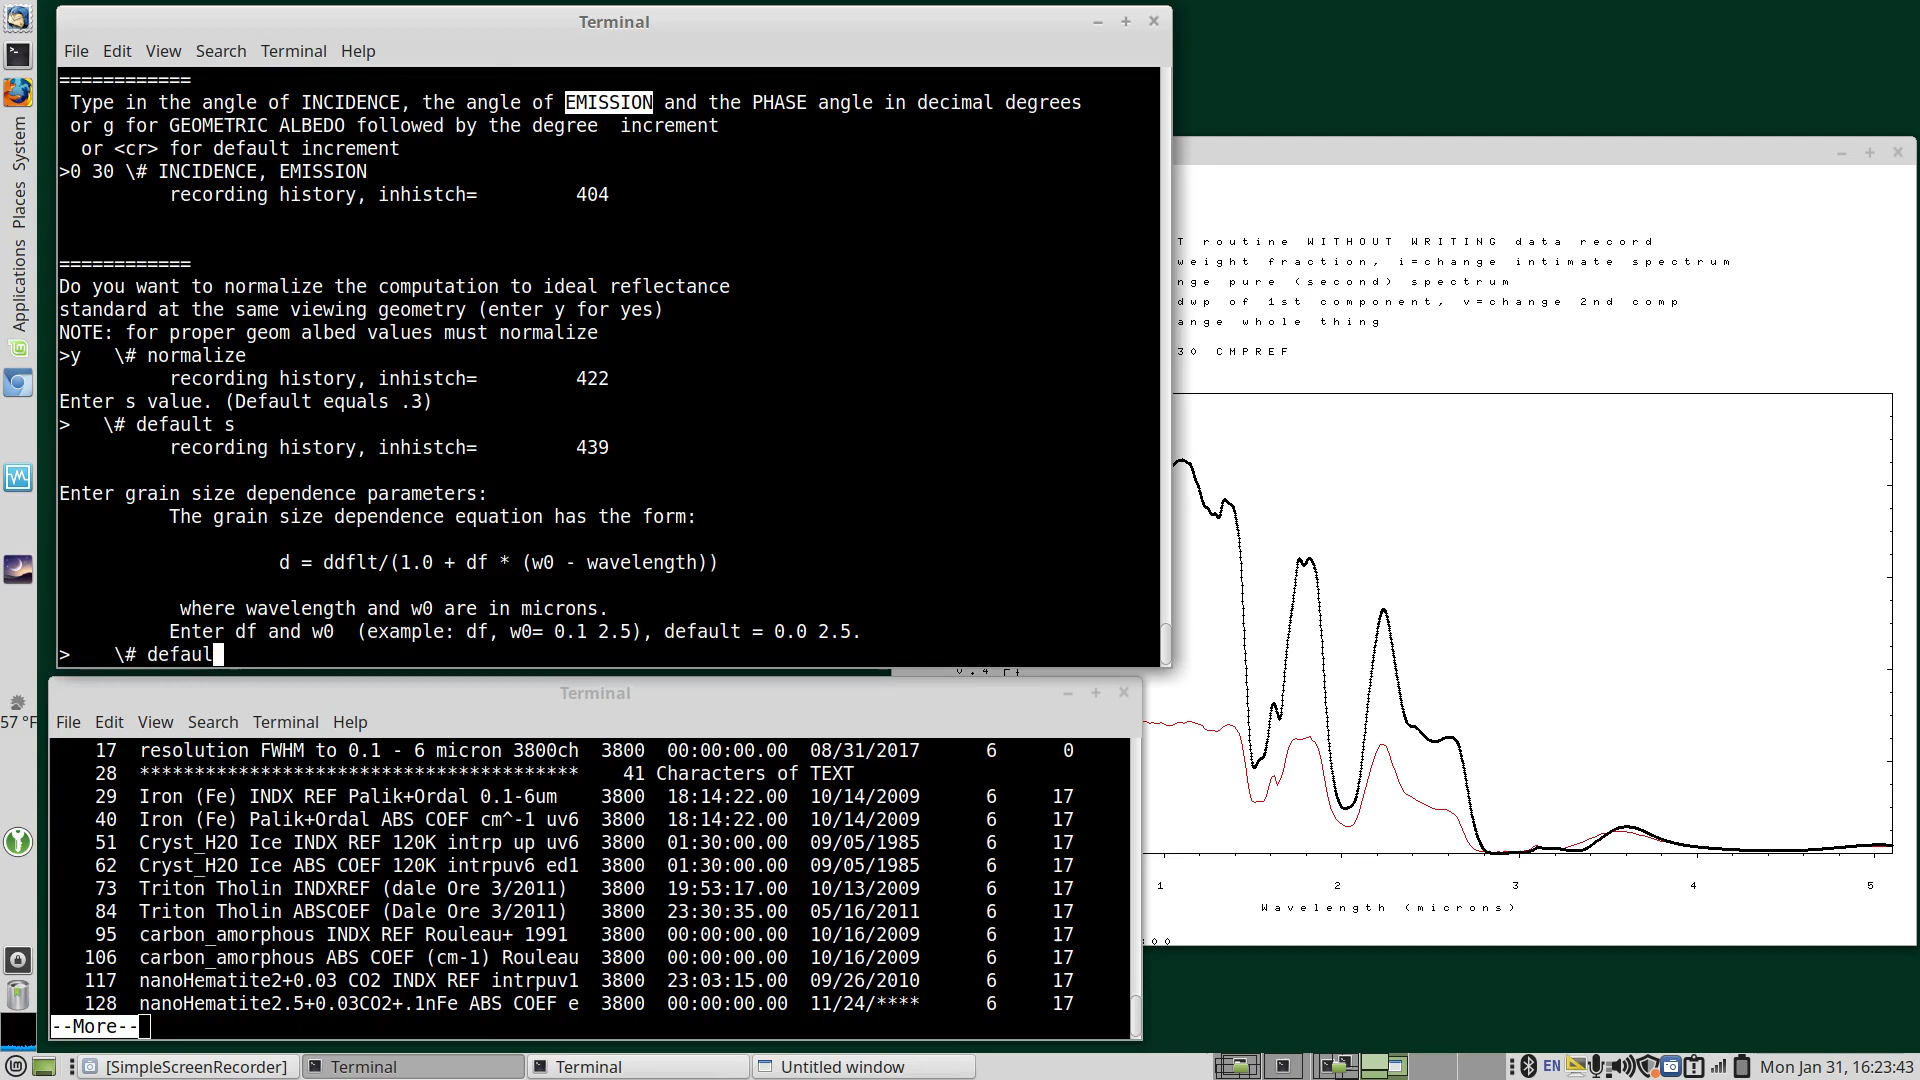 Terminal
File Edit View Search Terminal Help
============
Type in the angle of INCIDENCE, the angle of EMISSION and the PHASE angle in decimal degrees
or g for GEOMETRIC ALBEDO followed by the degree  increment
or <cr> for default increment
>0 30 \# INCIDENCE, EMISSION
recording history, inhistch=         404
============
Do you want to normalize the computation to ideal reflectance
standard at the same viewing geometry (enter y for yes)
NOTE: for proper geom albed values must normalize
>y   \# normalize
recording history, inhistch=         422
Enter s value. (Default equals .3)
>   \# default s
recording history, inhistch=         439
Enter grain size dependence parameters:
The grain size dependence equation has the form:
d = ddflt/(1.0 + df * (w0 - wavelength))
where wavelength and w0 are in microns.
Enter df and w0  (example: df, w0= 0.1 2.5), default = 0.0 2.5.
>    \# defaul
Terminal
File Edit View Search Terminal Help
17  resolution FWHM to 0.1 - 6 micron 3800ch  3800  00:00:00.00  08/31/2017  6  0
28  ****************************************   41 Characters of TEXT
29  Iron (Fe) INDX REF Palik+Ordal 0.1-6um  3800  18:14:22.00  10/14/2009  6  17
40  Iron (Fe) Palik+Ordal ABS COEF cm^-1 uv6  3800  18:14:22.00  10/14/2009  6  17
51  Cryst_H2O Ice INDX REF 120K intrp up uv6  3800  01:30:00.00  09/05/1985  6  17
62  Cryst_H2O Ice ABS COEF 120K intrpuv6 ed1  3800  01:30:00.00  09/05/1985  6  17
73  Triton Tholin INDXREF (dale Ore 3/2011)  3800  19:53:17.00  10/13/2009  6  17
84  Triton Tholin ABSCOEF (Dale Ore 3/2011)  3800  23:30:35.00  05/16/2011  6  17
95  carbon_amorphous INDX REF Rouleau+ 1991  3800  00:00:00.00  10/16/2009  6  17
106  carbon_amorphous ABS COEF (cm-1) Rouleau  3800  00:00:00.00  10/16/2009  6  17
117  nanoHematite2+0.03 CO2 INDX REF intrpuv1  3800  23:03:15.00  09/26/2010  6  17
128  nanoHematite2.5+0.03CO2+.1nFe ABS COEF e  3800  00:00:00.00  11/24/****  6  17
--More--
T routine WITHOUT WRITING data record
weight fraction, i=change intimate spectrum
nge pure (second) spectrum
dwp of 1st component, v=change 2nd comp
ange whole thing
30 CMPREF
1 2 3 4 5
Wavelength (microns)
:00
System
Places
Applications
57 °F
[SimpleScreenRecorder]
Terminal
Terminal
Untitled window
EN
Mon Jan 31, 16:23:43